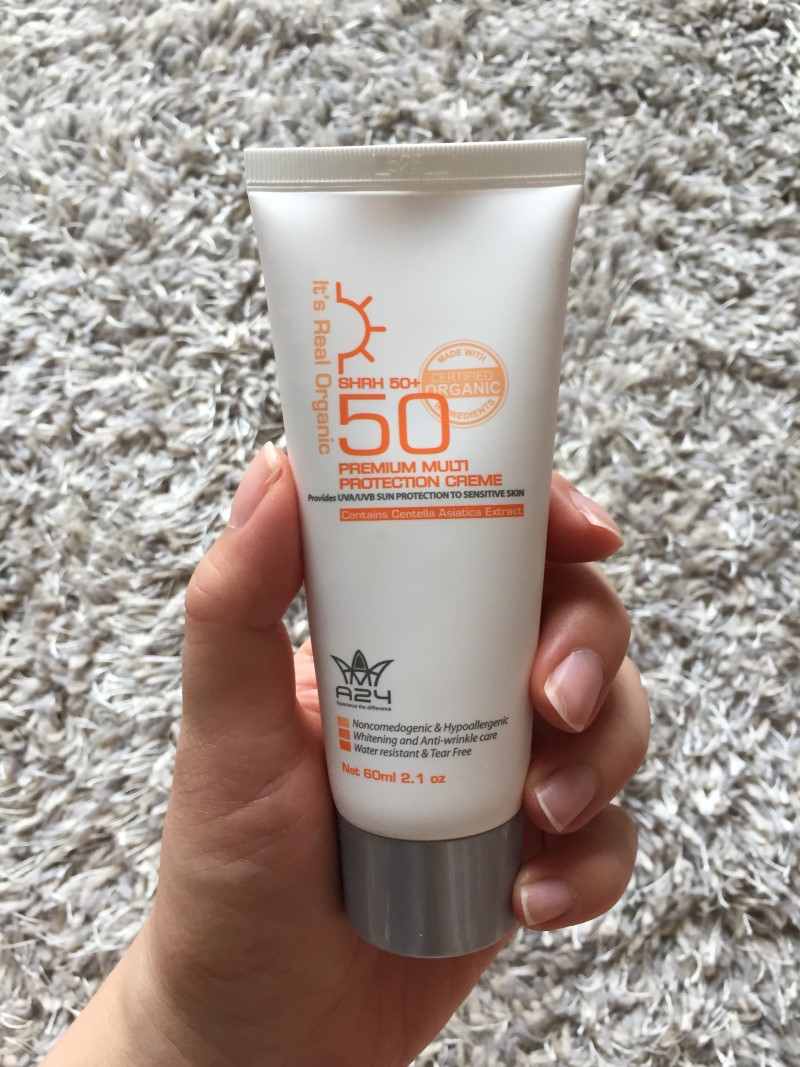 It's Real Organic
MADE WITH
CERTIFIED
ORGANIC
INGREDIENTS
SHRH 50+
50
PREMIUM MULTI
PROTECTION CREME
Provides UVA/UVB SUN PROTECTION TO SENSITIVE SKIN
Contains Centella Asiatica Extract
A24
Experience the difference
Noncomedogenic & Hypoallergenic
Whitening and Anti-wrinkle care
Water resistant & Tear Free
Net 60ml 2.1 oz